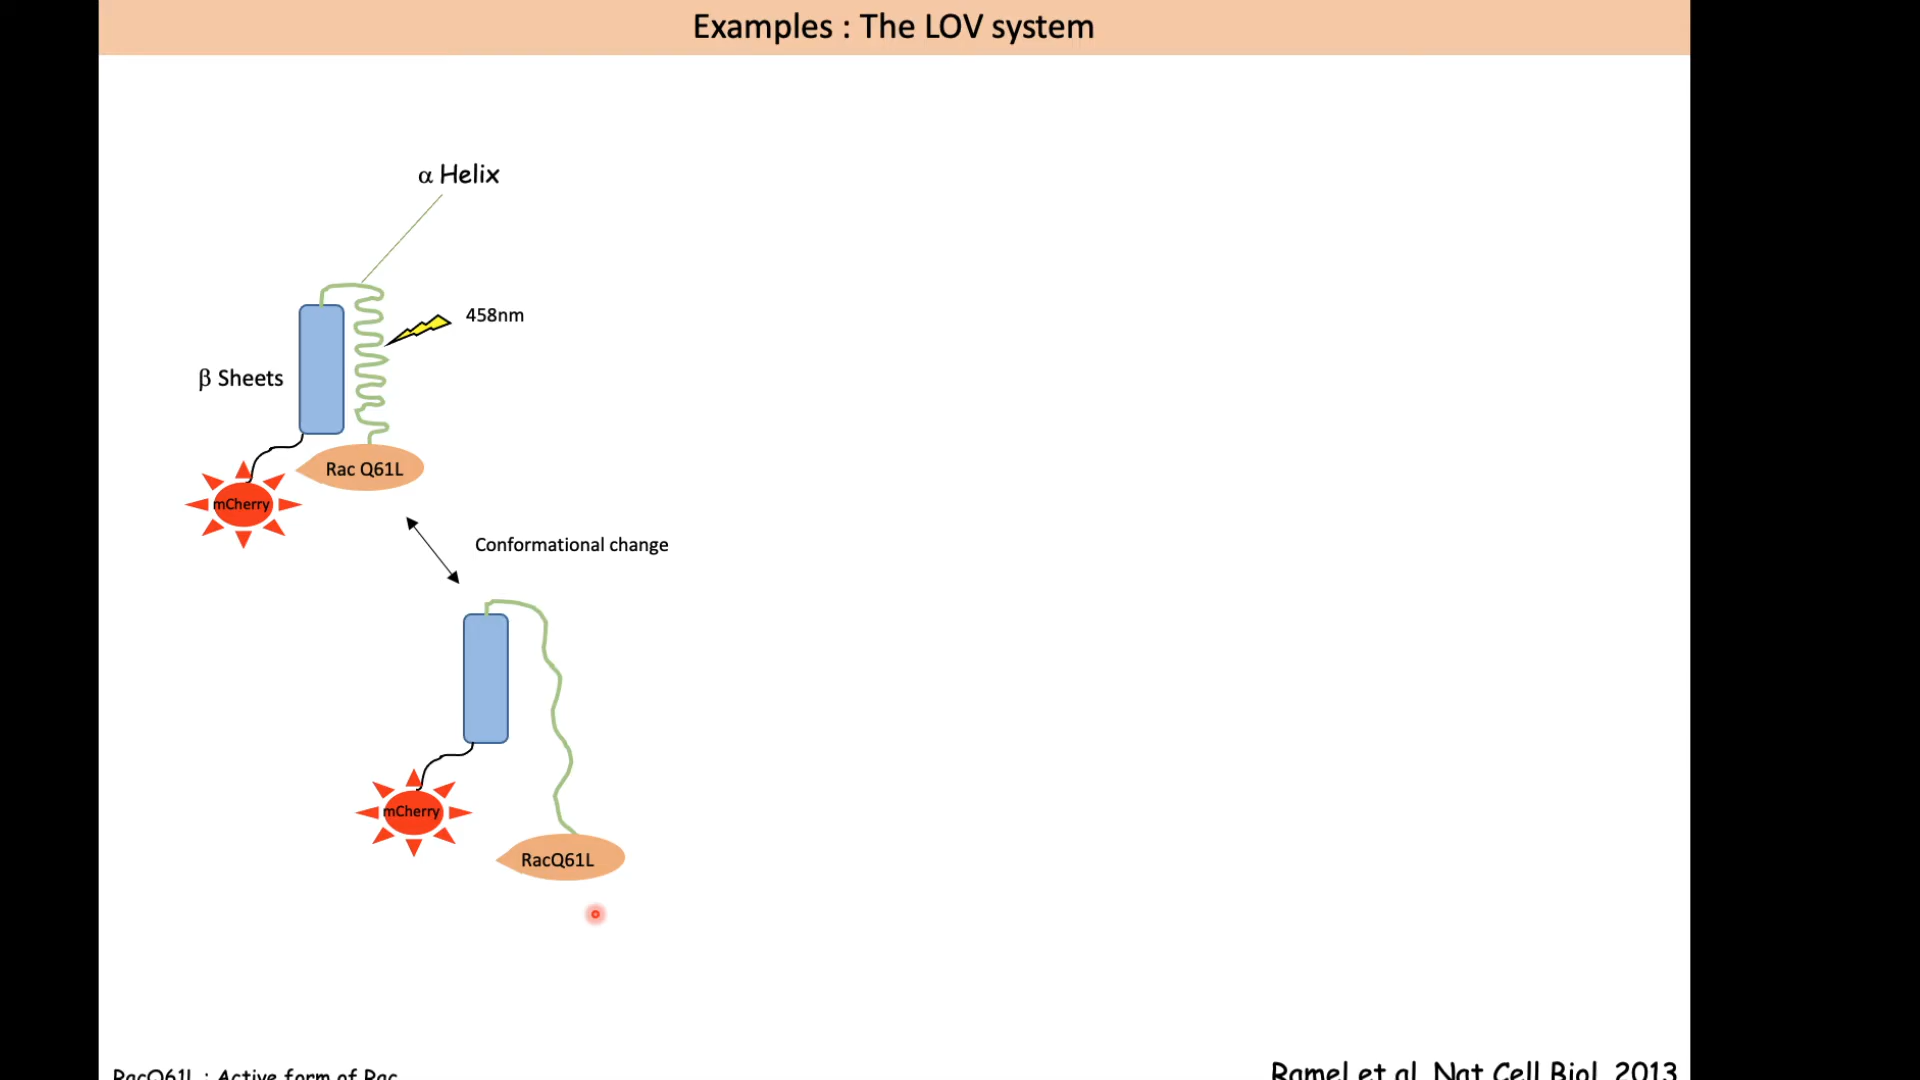 Examples : The LOV system
α Helix
458nm
β Sheets
Rac Q61L
mCherry
Conformational change
mCherry
RacQ61L
RacQ61L : Active form of Rac
Ramel et al. Nat Cell Biol. 2013